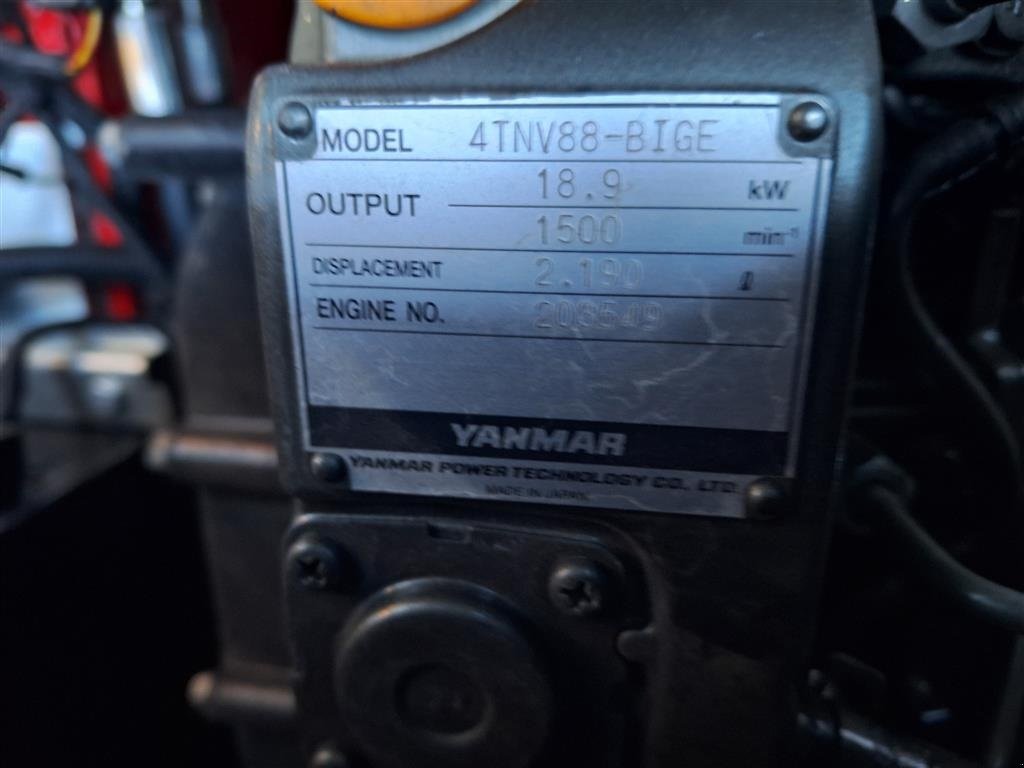 MODEL 4TNV88-BIGE
OUTPUT 18.9 kW
1500 min⁻¹
DISPLACEMENT 2.190 ℓ
ENGINE NO. 203549
YANMAR
YANMAR POWER TECHNOLOGY CO., LTD.
MADE IN JAPAN